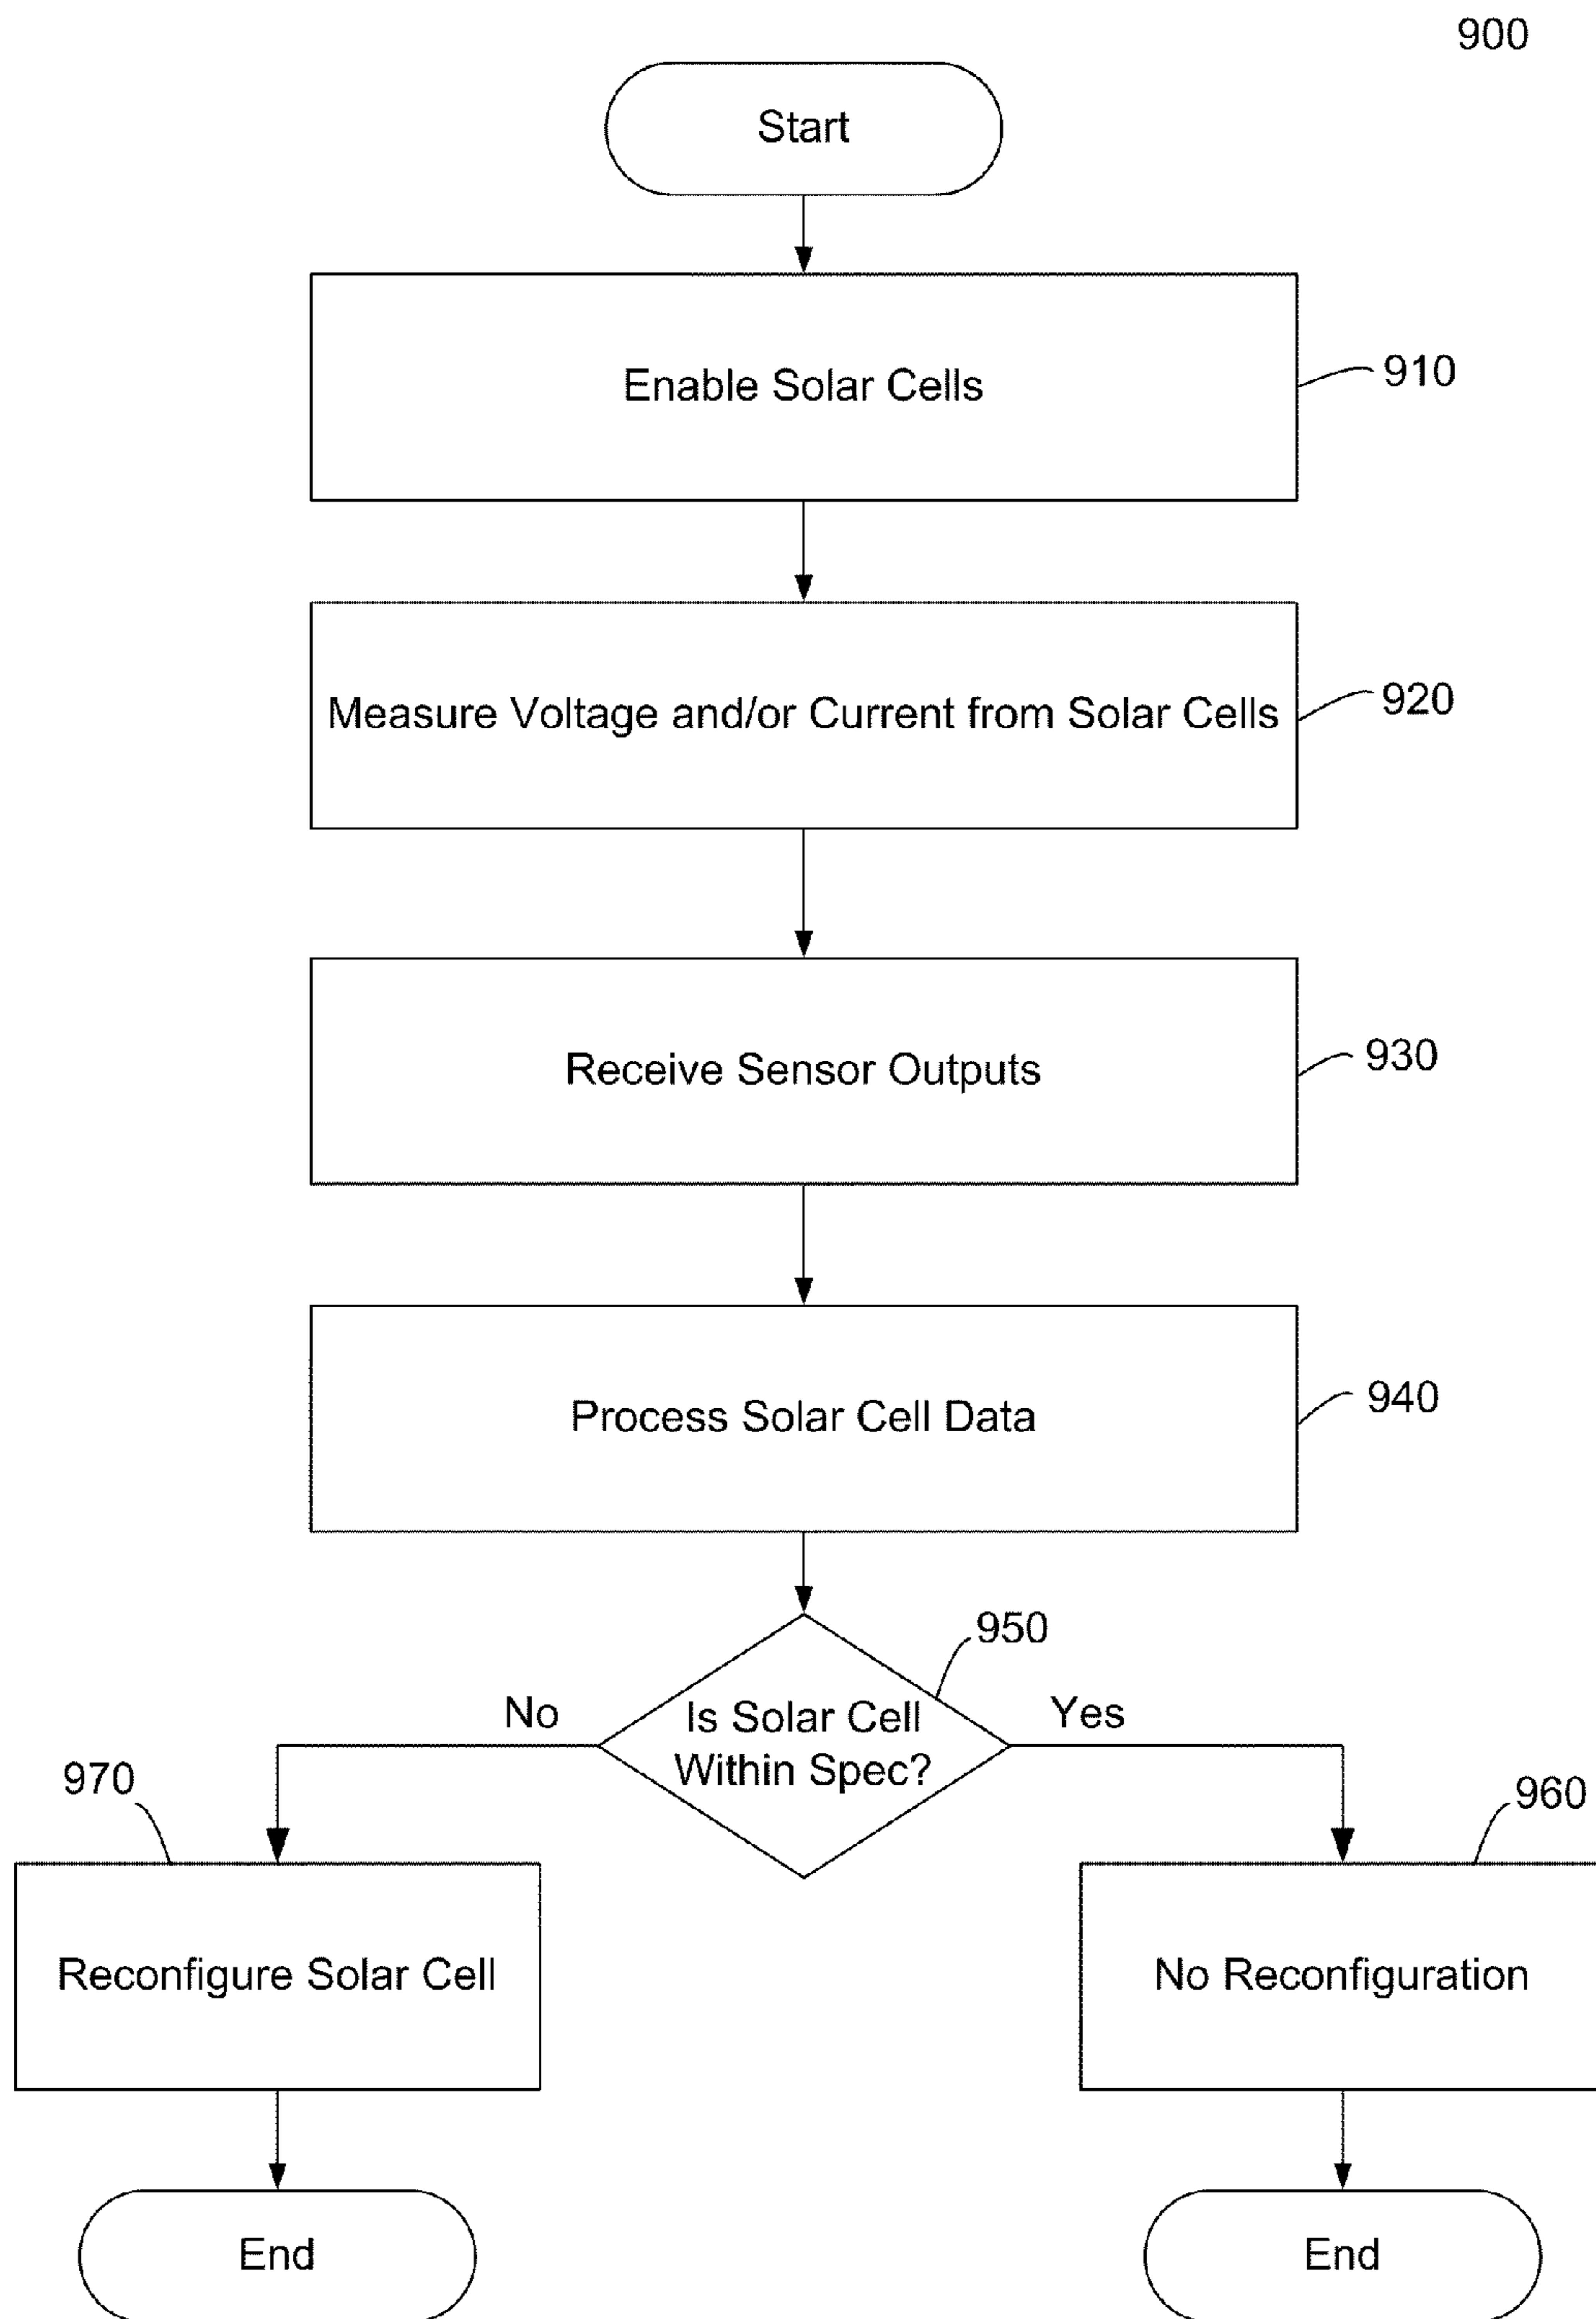 900
Start
Enable Solar Cells
910
Measure Voltage and/or Current from Solar Cells
920
Receive Sensor Outputs
930
Process Solar Cell Data
940
950
Is Solar Cell
Within Spec?
No
Yes
970
960
Reconfigure Solar Cell
No Reconfiguration
End
End